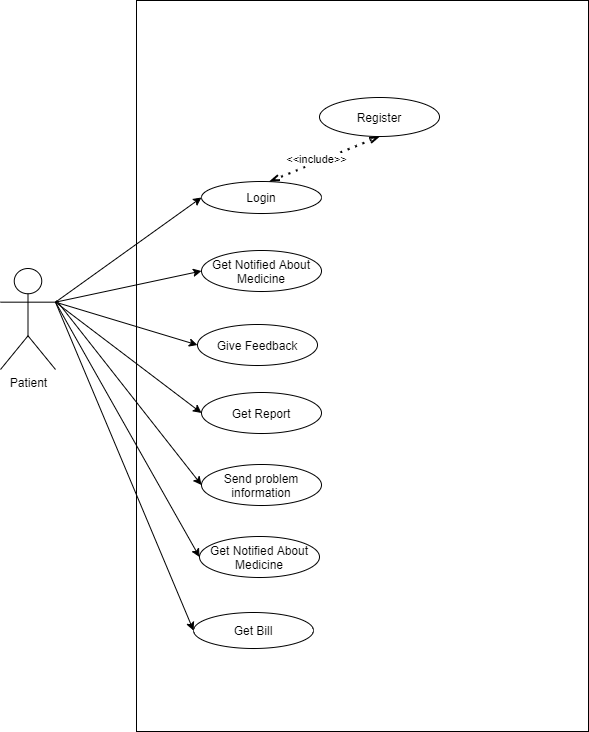 Register
<<include>>
Login
Get Notified About
Medicine
Give Feedback
Patient
Get Report
Send problem
information
Get Notified About
Medicine
Get Bill